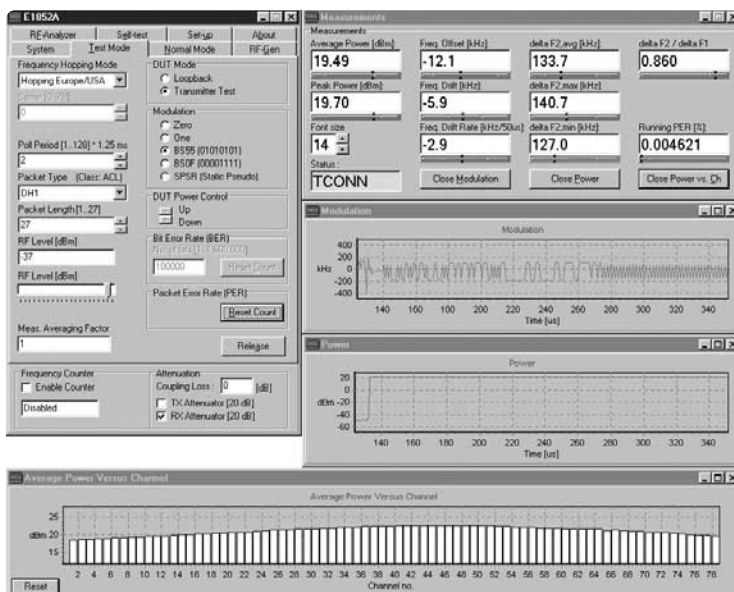 E1852A
RF-Analyzer Self-test Set-up About
System Test Mode Normal Mode RF-Gen
Frequency Hopping Mode
Hopping Europe/USA
0
Poll Period [1..128] * 1.25 ms
2
Packet Type (Class: ACL)
DH1
Packet Length [1..27]
27
RF Level [dBm]
-37
RF Level [dBm]
Meas. Averaging Factor
1
DUT Mode
Loopback
Transmitter Test
Modulation
Zero
One
BS55 (01010101)
BS0F (00001111)
SPSR (Static Pseudo)
DUT Power Control
Up
Down
Bit Error Rate (BER)
100000 Reset Count
Packet Error Rate (PER)
Reset Count
Release
Frequency Counter
Enable Counter
Disabled
Attenuation
Coupling Loss : 0 [dB]
TX Attenuator [20 dB]
RX Attenuator [20 dB]
Measurements
Measurements
Average Power [dBm] Freq. Offset [kHz] delta F2,avg [kHz] delta F2 / delta F1
19.49 -12.1 133.7 0.860
Peak Power [dBm] Freq. Drift [kHz] delta F2,max [kHz]
19.70 -5.9 140.7
Font size Freq. Drift Rate [kHz/50us] delta F2,min [kHz] Running PER [%]
14 -2.9 127.0 0.004621
Status :
TCONN Close Modulation Close Power Close Power vs. Ch
Modulation
Modulation
400
200
kHz 0
-200
-400
140 160 180 200 220 240 260 280 300 320 340
Time [us]
Power
Power
20
0
dBm -20
-40
-60
140 160 180 200 220 240 260 280 300 320 340
Time [us]
Average Power Versus Channel
Average Power Versus Channel
25
dBm 20
15
2 4 6 8 10 12 14 16 18 20 22 24 26 28 30 32 34 36 38 40 42 44 46 48 50 52 54 56 58 60 62 64 66 68 70 72 74 76 78
Channel no.
Reset